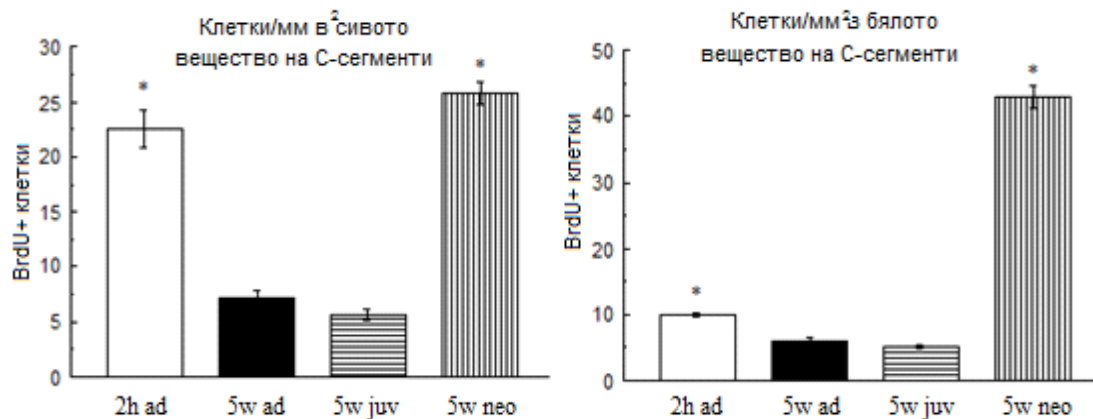 Клетки/мм в²сивото
вещество на С-сегменти
BrdU+ клетки
30
25
20
15
10
5
0
*
*
2h ad
5w ad
5w juv
5w neo
Клетки/мм²в бялото
вещество на С-сегменти
BrdU+ клетки
50
40
30
20
10
0
*
*
2h ad
5w ad
5w juv
5w neo